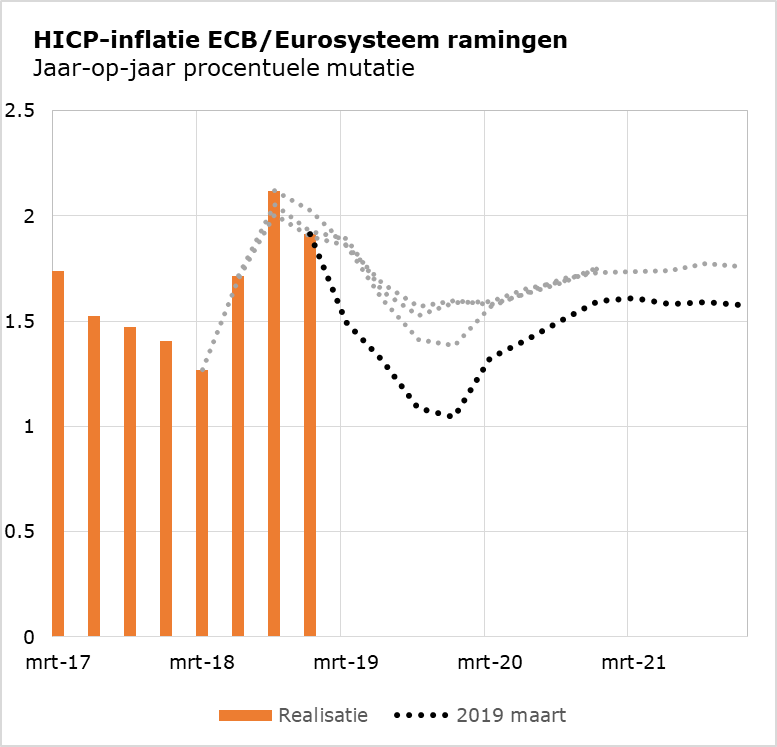 HICP-inflatie ECB/Eurosysteem ramingen
Jaar-op-jaar procentuele mutatie
2.5
2
1.5
1
0.5
0
mrt-17 mrt-18 mrt-19 mrt-20 mrt-21
Realisatie 2019 maart